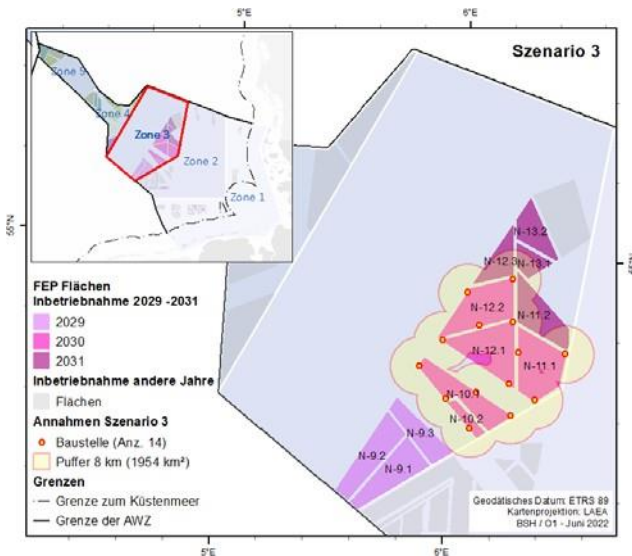 5°E
6°E
Szenario 3
Zone 5
Zone 4
Zone 3
Zone 2
Zone 1
55°N
55°N
FEP Flächen
Inbetriebnahme 2029 -2031
2029
2030
2031
Inbetriebnahme andere Jahre
Flächen
Annahmen Szenario 3
Baustelle (Anz. 14)
Puffer 8 km (1954 km²)
Grenzen
Grenze zum Küstenmeer
Grenze der AWZ
N-13.2
N-12.3
N-13.1
N-12.2
N-11.2
N-12.1
N-11.1
N-10.1
N-10.2
N-9.3
N-9.2
N-9.1
Geodätisches Datum: ETRS 89
Kartenprojektion: LAEA
BSH / O1 - Juni 2022
5°E
6°E